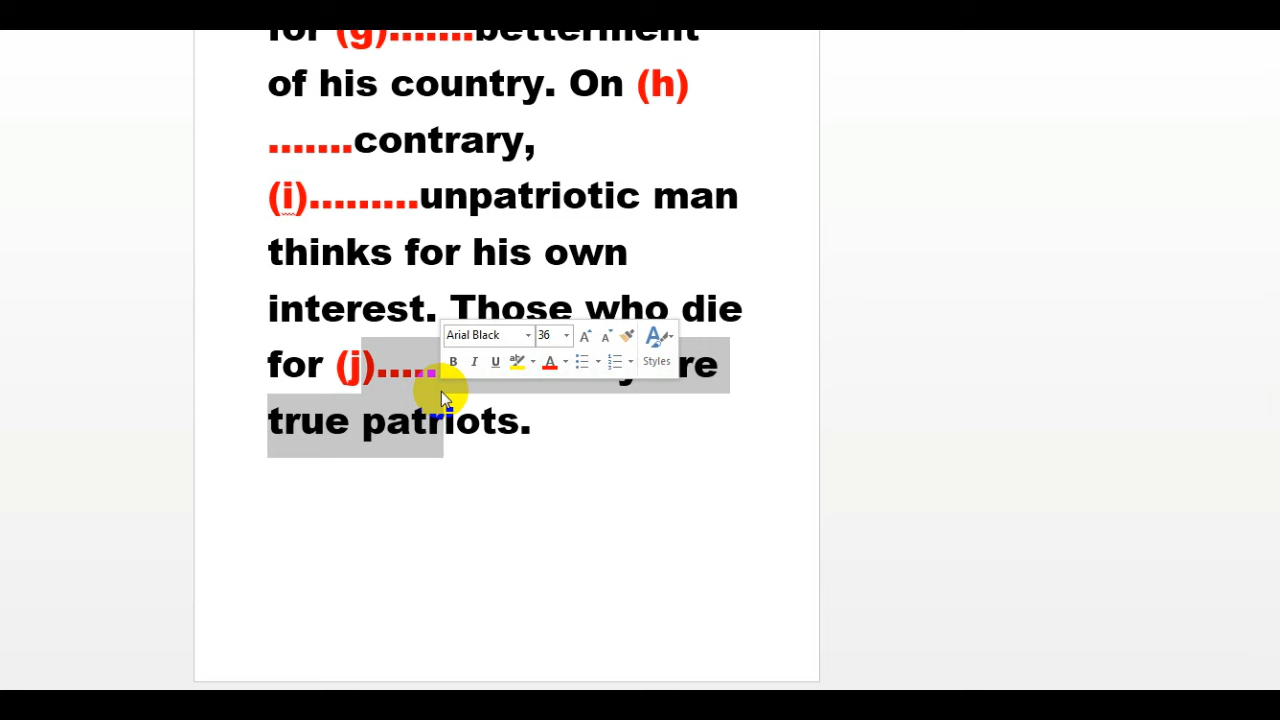 for (g).......betterment
of his country. On (h)
.......contrary,
(i).........unpatriotic man
thinks for his own
interest. Those who die
Arial Black 36
for (j)..... re
B I U ab A Styles
true patriots.